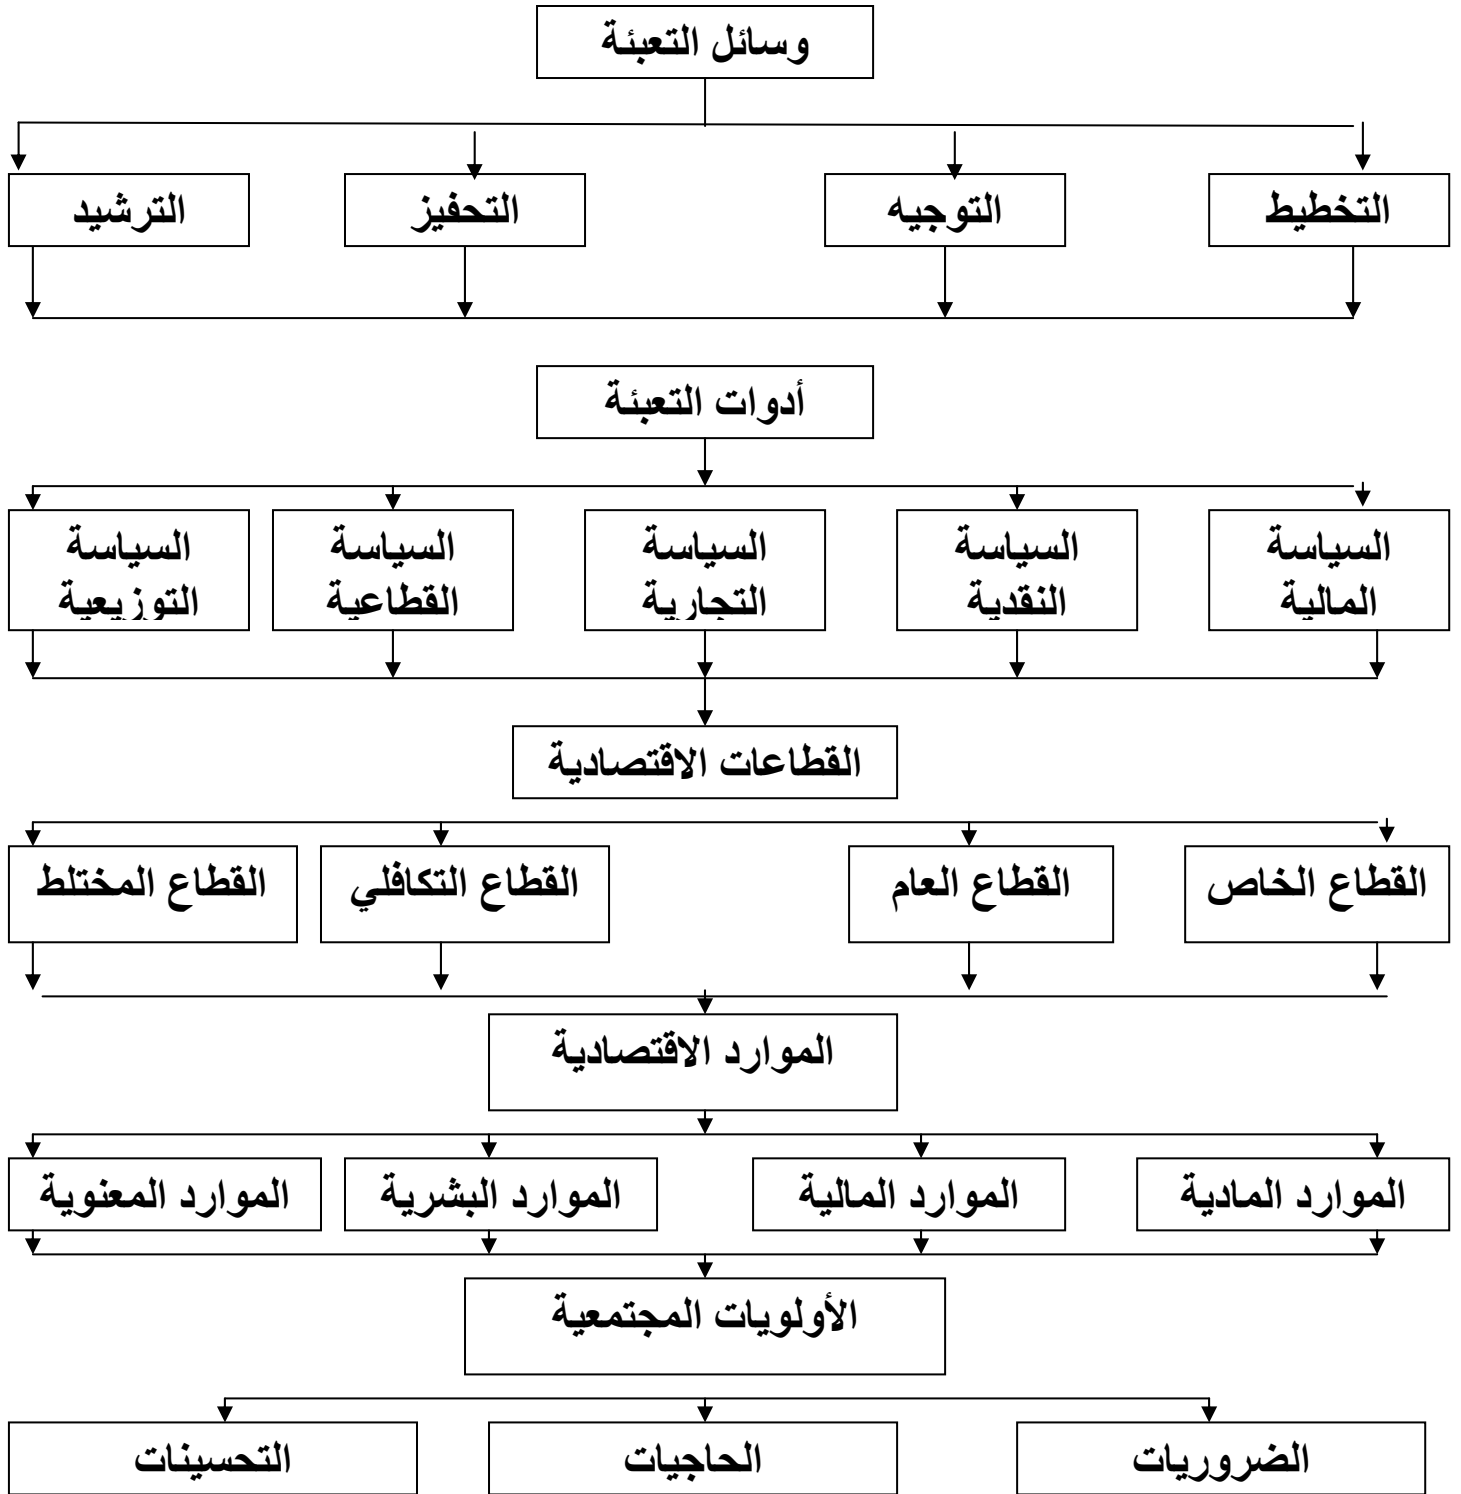 وسائل التعبئة
التخطيط
التوجيه
التحفيز
الترشيد
أدوات التعبئة
السياسة
المالية
السياسة
النقدية
السياسة
التجارية
السياسة
القطاعية
السياسة
التوزيعية
القطاعات الاقتصادية
القطاع الخاص
القطاع العام
القطاع التكافلي
القطاع المختلط
الموارد الاقتصادية
الموارد المادية
الموارد المالية
الموارد البشرية
الموارد المعنوية
الأولويات المجتمعية
الضروريات
الحاجيات
التحسينات